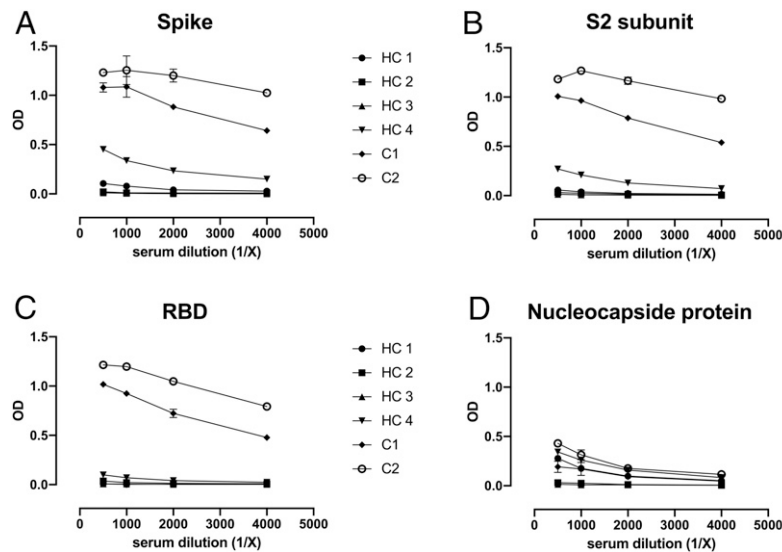 A
Spike
OD
1.5
1.0
0.5
0.0
0 1000 2000 3000 4000 5000
serum dilution (1/X)
HC 1
HC 2
HC 3
HC 4
C1
C2
B
S2 subunit
OD
1.5
1.0
0.5
0.0
0 1000 2000 3000 4000 5000
serum dilution (1/X)
C
RBD
OD
1.5
1.0
0.5
0.0
0 1000 2000 3000 4000 5000
serum dilution (1/X)
HC 1
HC 2
HC 3
HC 4
C1
C2
D
Nucleocapside protein
OD
1.5
1.0
0.5
0.0
0 1000 2000 3000 4000 5000
serum dilution (1/X)